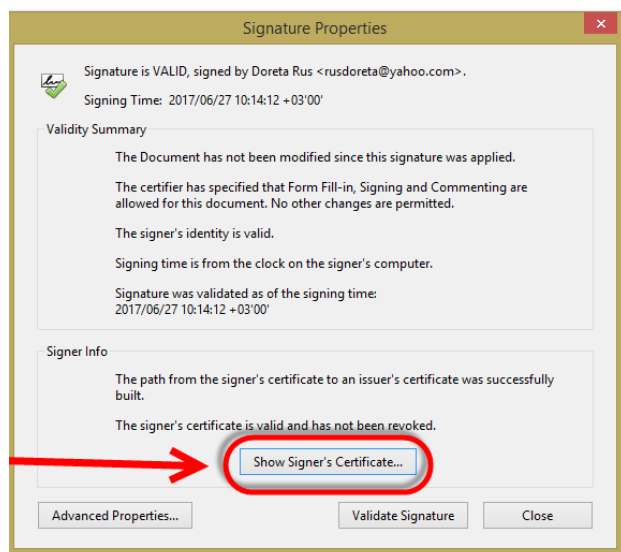 Signature Properties
Signature is VALID, signed by Doreta Rus <rusdoreta@yahoo.com>.
Signing Time: 2017/06/27 10:14:12 +03'00'
Validity Summary
The Document has not been modified since this signature was applied.
The certifier has specified that Form Fill-in, Signing and Commenting are
allowed for this document. No other changes are permitted.
The signer's identity is valid.
Signing time is from the clock on the signer's computer.
Signature was validated as of the signing time:
2017/06/27 10:14:12 +03'00'
Signer Info
The path from the signer's certificate to an issuer's certificate was successfully
built.
The signer's certificate is valid and has not been revoked.
Show Signer's Certificate...
Advanced Properties...
Validate Signature
Close